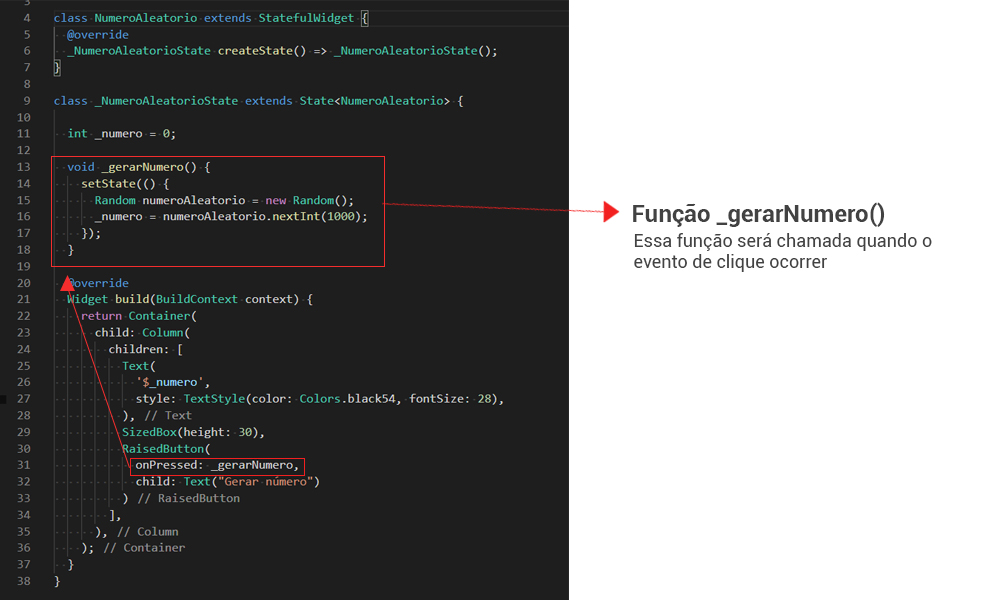 3
4 class NumeroAleatorio extends StatefulWidget {
5 @override
6 _NumeroAleatorioState createState() => _NumeroAleatorioState();
7 }
8
9 class _NumeroAleatorioState extends State<NumeroAleatorio> {
10
11 int _numero = 0;
12
13 void _gerarNumero() {
14 setState(() {
15 Random numeroAleatorio = new Random();
16 _numero = numeroAleatorio.nextInt(1000);
17 });
18 }
19
20 @override
21 Widget build(BuildContext context) {
22 return Container(
23 child: Column(
24 children: [
25 Text(
26 '$_numero',
27 style: TextStyle(color: Colors.black54, fontSize: 28),
28 ), // Text
29 SizedBox(height: 30),
30 RaisedButton(
31 onPressed: _gerarNumero,
32 child: Text("Gerar número")
33 ) // RaisedButton
34 ],
35 ), // Column
36 ); // Container
37 }
38 }
Função _gerarNumero()
Essa função será chamada quando o
evento de clique ocorrer